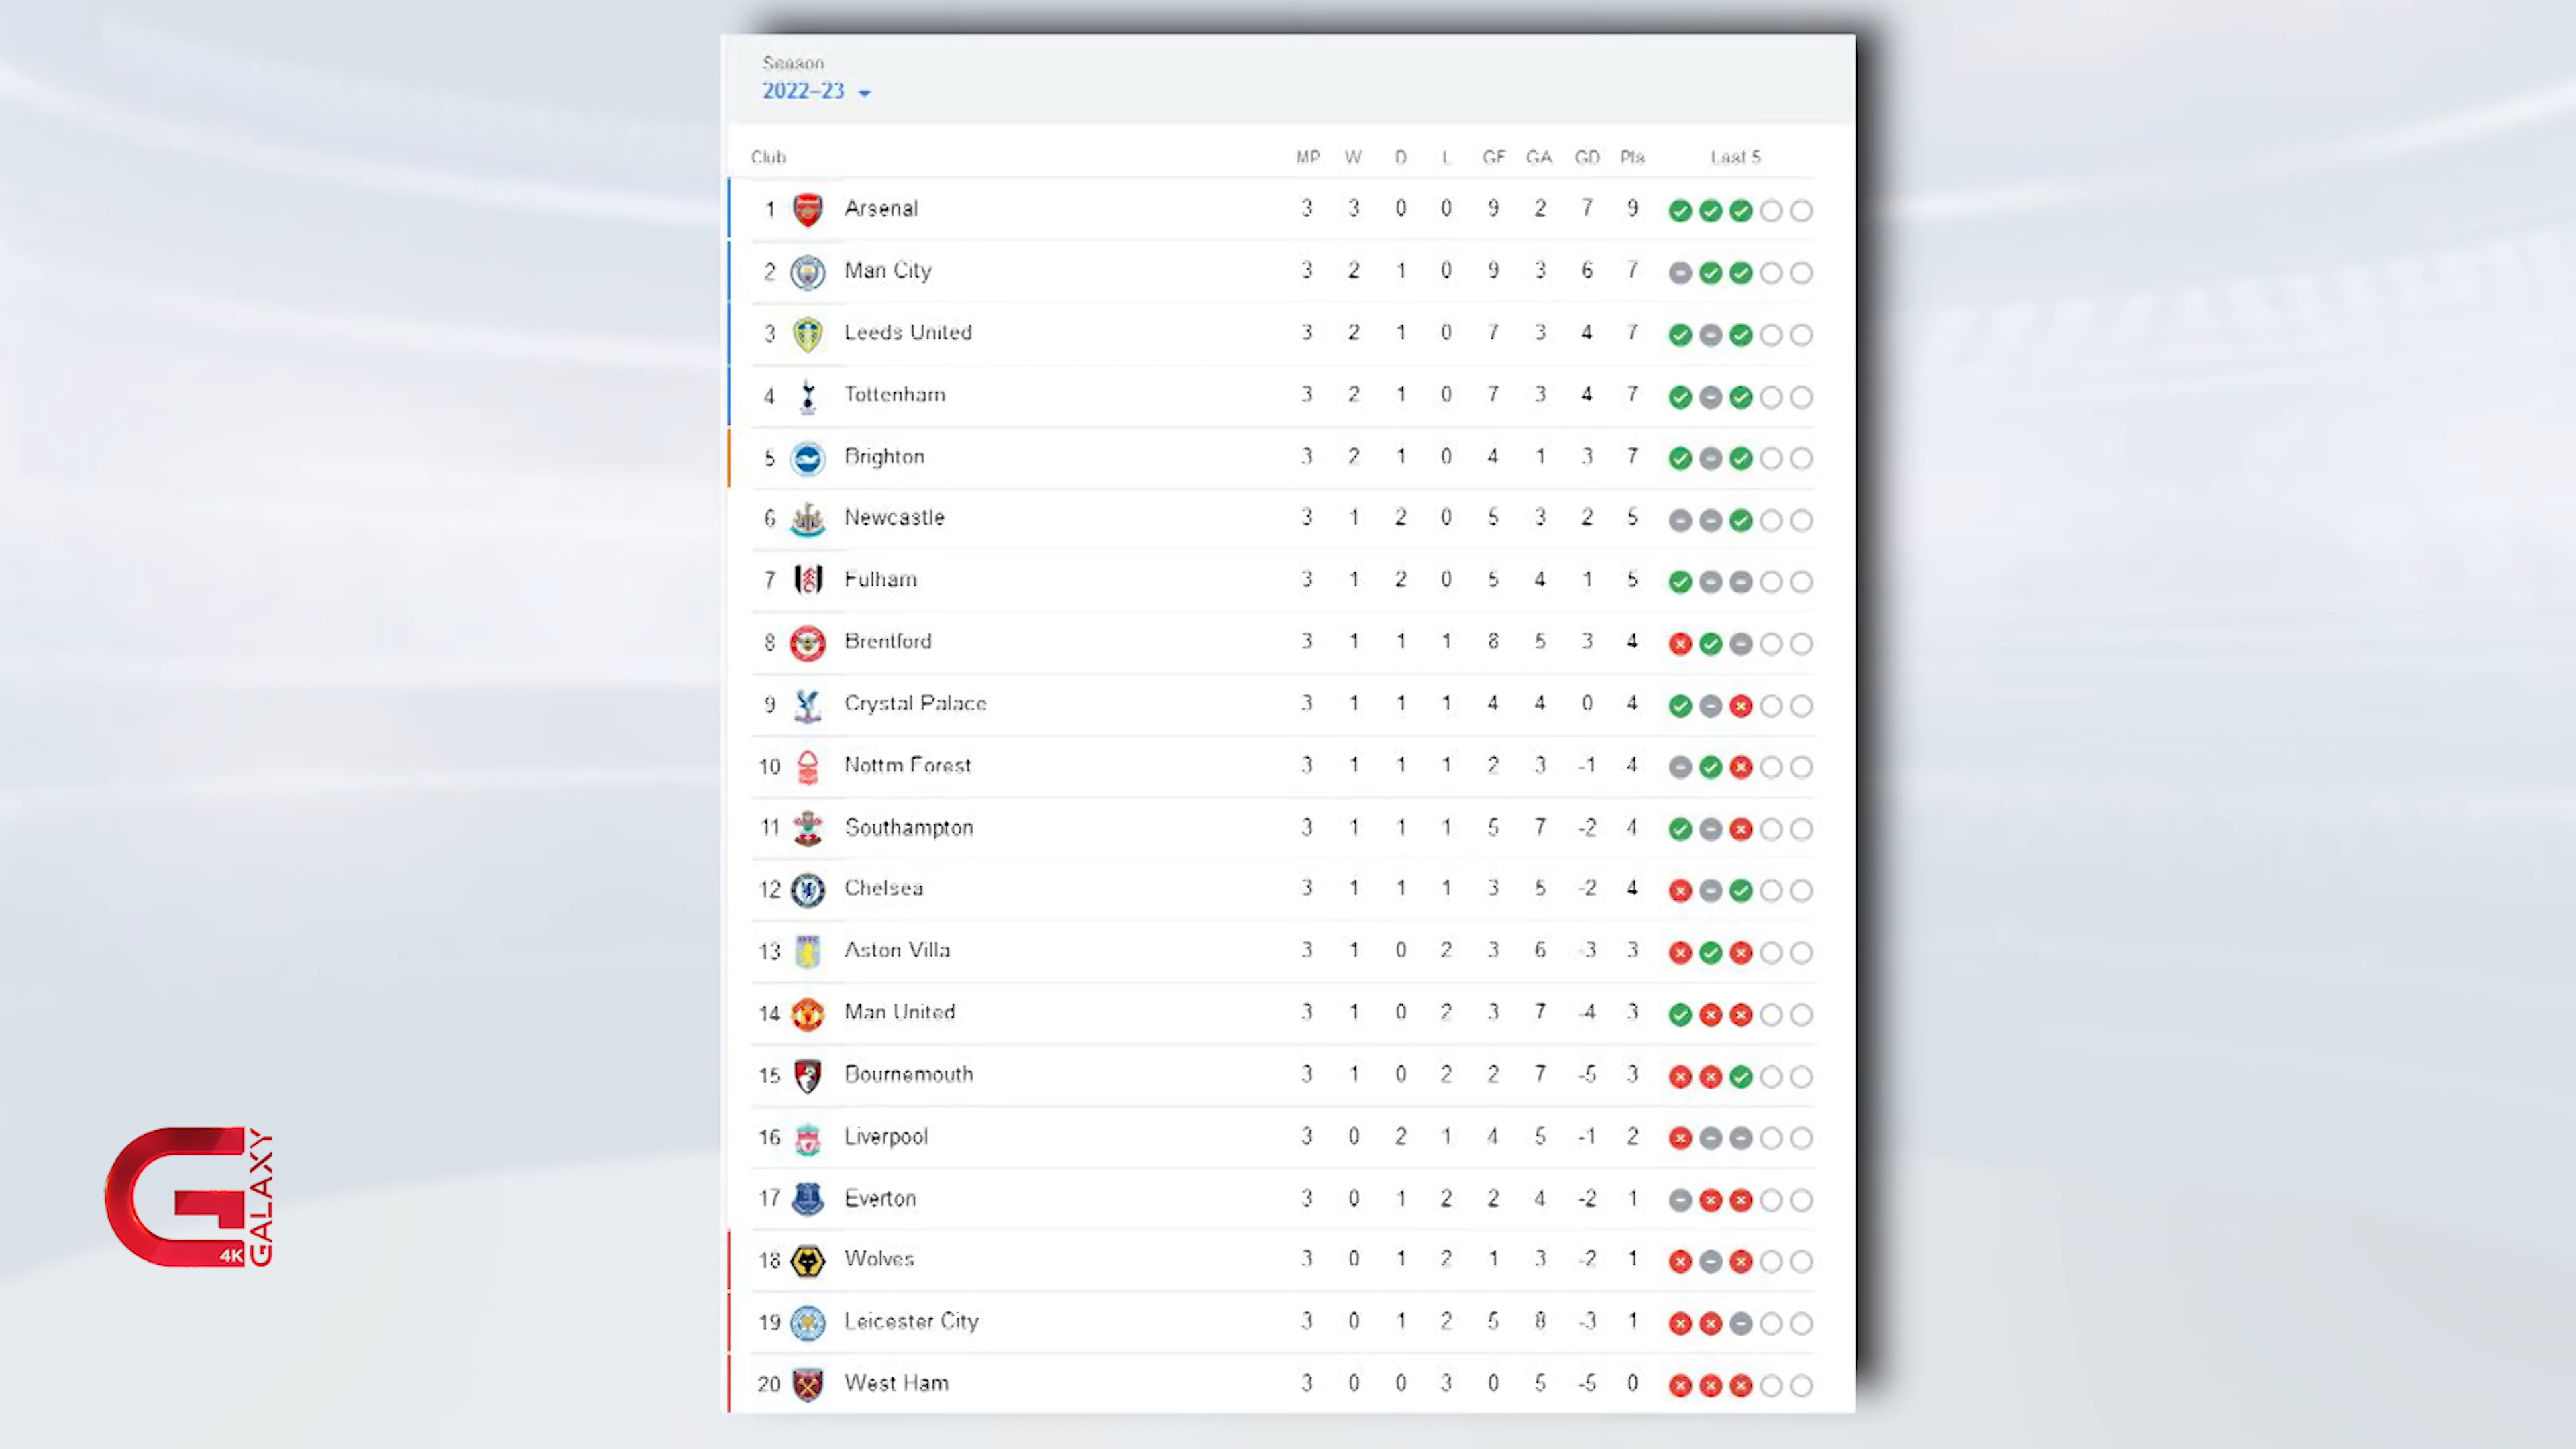 Season
2022–23
Club MP W D L GF GA GD Pts Last 5
1 Arsenal 3 3 0 0 9 2 7 9
2 Man City 3 2 1 0 9 3 6 7
3 Leeds United 3 2 1 0 7 3 4 7
4 Tottenham 3 2 1 0 7 3 4 7
5 Brighton 3 2 1 0 4 1 3 7
6 Newcastle 3 1 2 0 5 3 2 5
7 Fulham 3 1 2 0 5 4 1 5
8 Brentford 3 1 1 1 8 5 3 4
9 Crystal Palace 3 1 1 1 4 4 0 4
10 Nottm Forest 3 1 1 1 2 3 -1 4
11 Southampton 3 1 1 1 5 7 -2 4
12 Chelsea 3 1 1 1 3 5 -2 4
13 Aston Villa 3 1 0 2 3 6 -3 3
14 Man United 3 1 0 2 3 7 -4 3
15 Bournemouth 3 1 0 2 2 7 -5 3
16 Liverpool 3 0 2 1 4 5 -1 2
17 Everton 3 0 1 2 2 4 -2 1
18 Wolves 3 0 1 2 1 3 -2 1
19 Leicester City 3 0 1 2 5 8 -3 1
20 West Ham 3 0 0 3 0 5 -5 0
GALAXY
4K